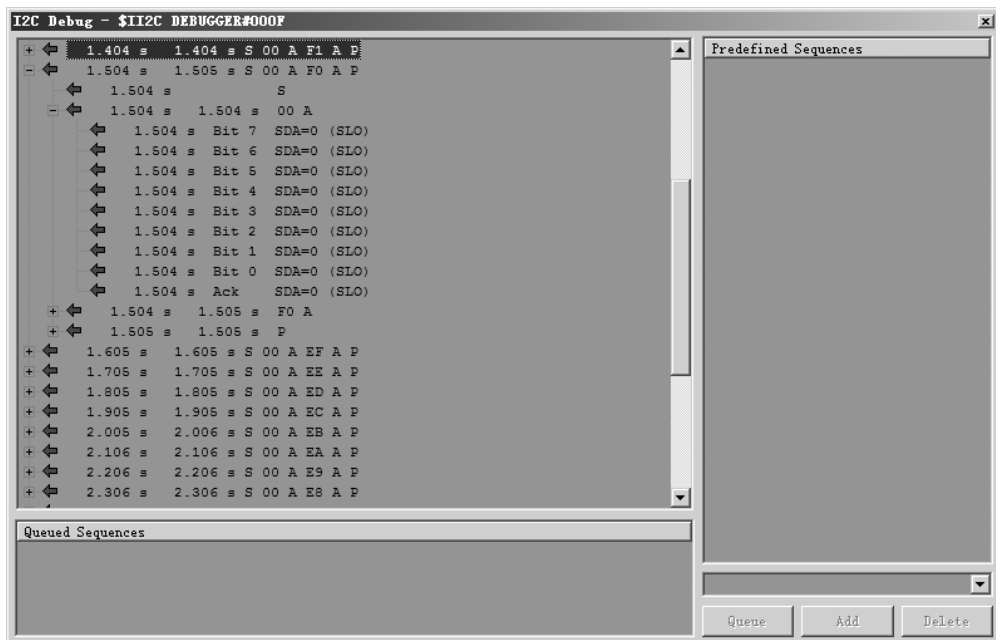 I2C Debug - $II2C DEBUGGER#000F
1.404 s 1.404 s S 00 A F1 A P
1.504 s 1.505 s S 00 A F0 A P
1.504 s S
1.504 s 1.504 s 00 A
1.504 s Bit 7 SDA=0 (SLO)
1.504 s Bit 6 SDA=0 (SLO)
1.504 s Bit 5 SDA=0 (SLO)
1.504 s Bit 4 SDA=0 (SLO)
1.504 s Bit 3 SDA=0 (SLO)
1.504 s Bit 2 SDA=0 (SLO)
1.504 s Bit 1 SDA=0 (SLO)
1.504 s Bit 0 SDA=0 (SLO)
1.504 s Ack SDA=0 (SLO)
1.504 s 1.505 s F0 A
1.505 s 1.505 s P
1.605 s 1.605 s S 00 A EF A P
1.705 s 1.705 s S 00 A EE A P
1.805 s 1.805 s S 00 A ED A P
1.905 s 1.905 s S 00 A EC A P
2.005 s 2.006 s S 00 A EB A P
2.106 s 2.106 s S 00 A EA A P
2.206 s 2.206 s S 00 A E9 A P
2.306 s 2.306 s S 00 A E8 A P
Queued Sequences
Predefined Sequences
Queue Add Delete